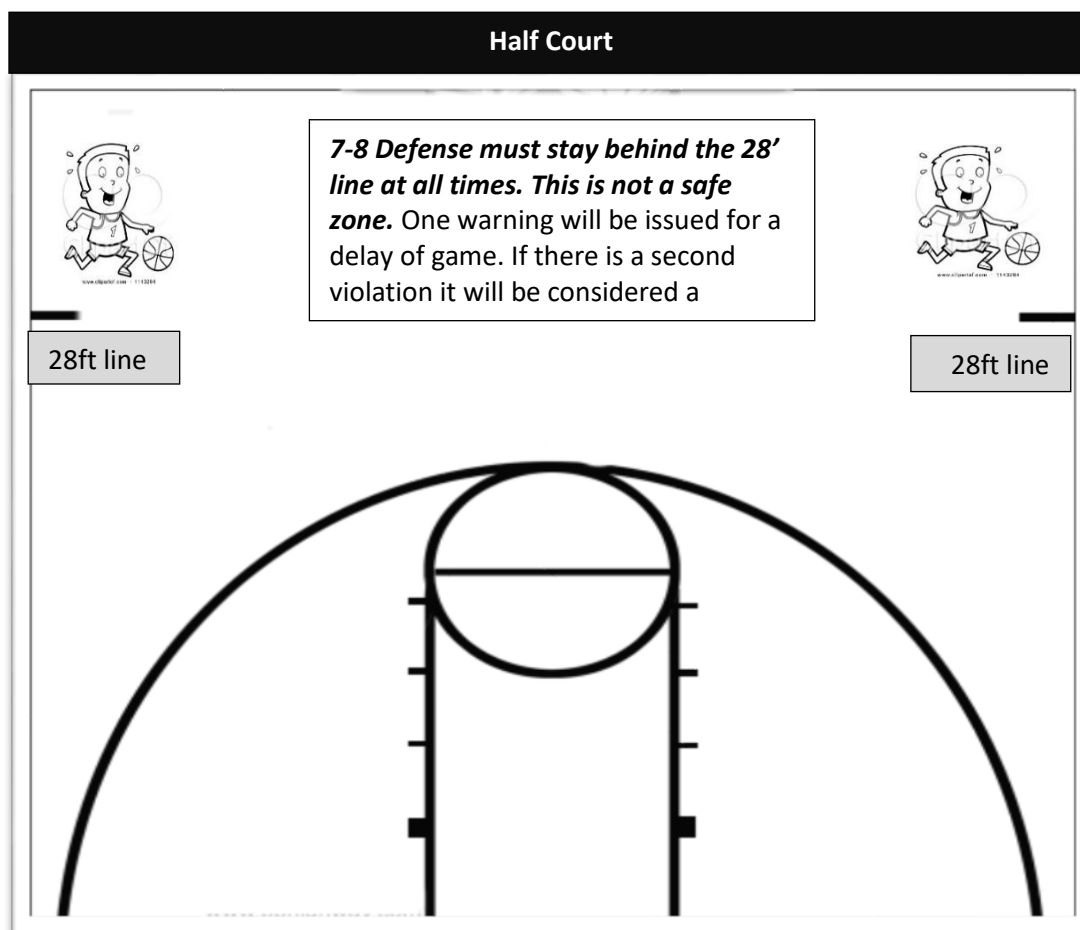 Half Court
7-8 Defense must stay behind the 28’
line at all times. This is not a safe
zone. One warning will be issued for a
delay of game. If there is a second
violation it will be considered a
28ft line
28ft line